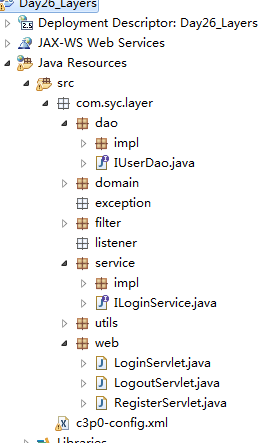 Day26_Layers
Deployment Descriptor: Day26_Layers
JAX-WS Web Services
Java Resources
src
com.syc.layer
dao
impl
IUserDao.java
domain
exception
filter
listener
service
impl
ILoginService.java
utils
web
LoginServlet.java
LogoutServlet.java
RegisterServlet.java
c3p0-config.xml
Libraries